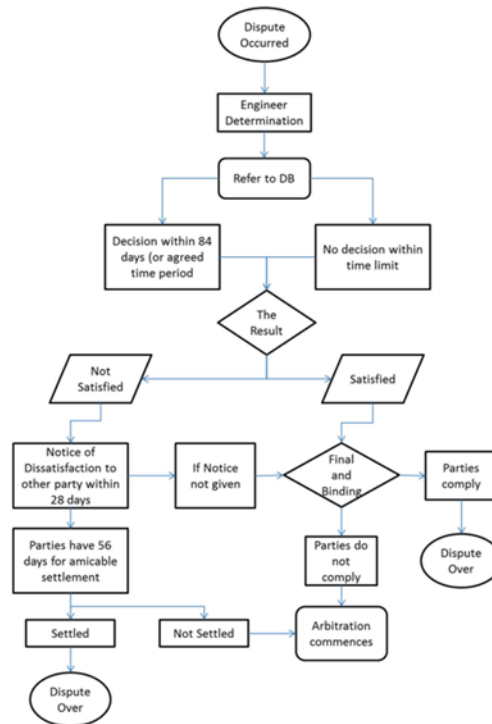 Dispute
Occurred
Engineer
Determination
Refer to DB
Decision within 84
days (or agreed
time period
No decision within
time limit
The
Result
Not
Satisfied
Satisfied
Notice of
Dissatisfaction to
other party within
28 days
If Notice
not given
Final
and
Binding
Parties
comply
Parties have 56
days for amicable
settlement
Parties do
not
comply
Dispute
Over
Settled
Not Settled
Arbitration
commences
Dispute
Over